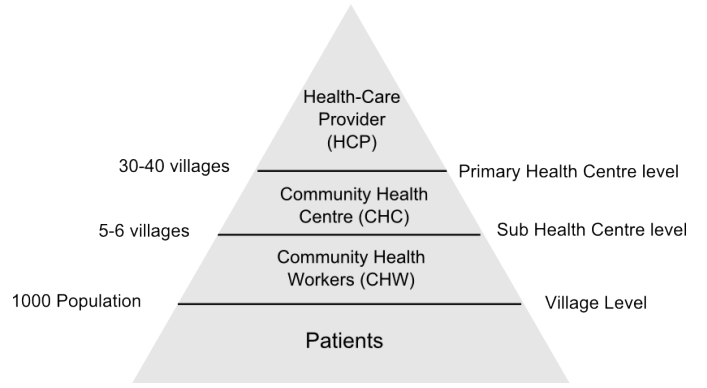 Health-Care
Provider
(HCP)
30-40 villages
Primary Health Centre level
Community Health
Centre (CHC)
5-6 villages
Sub Health Centre level
Community Health
Workers (CHW)
1000 Population
Village Level
Patients